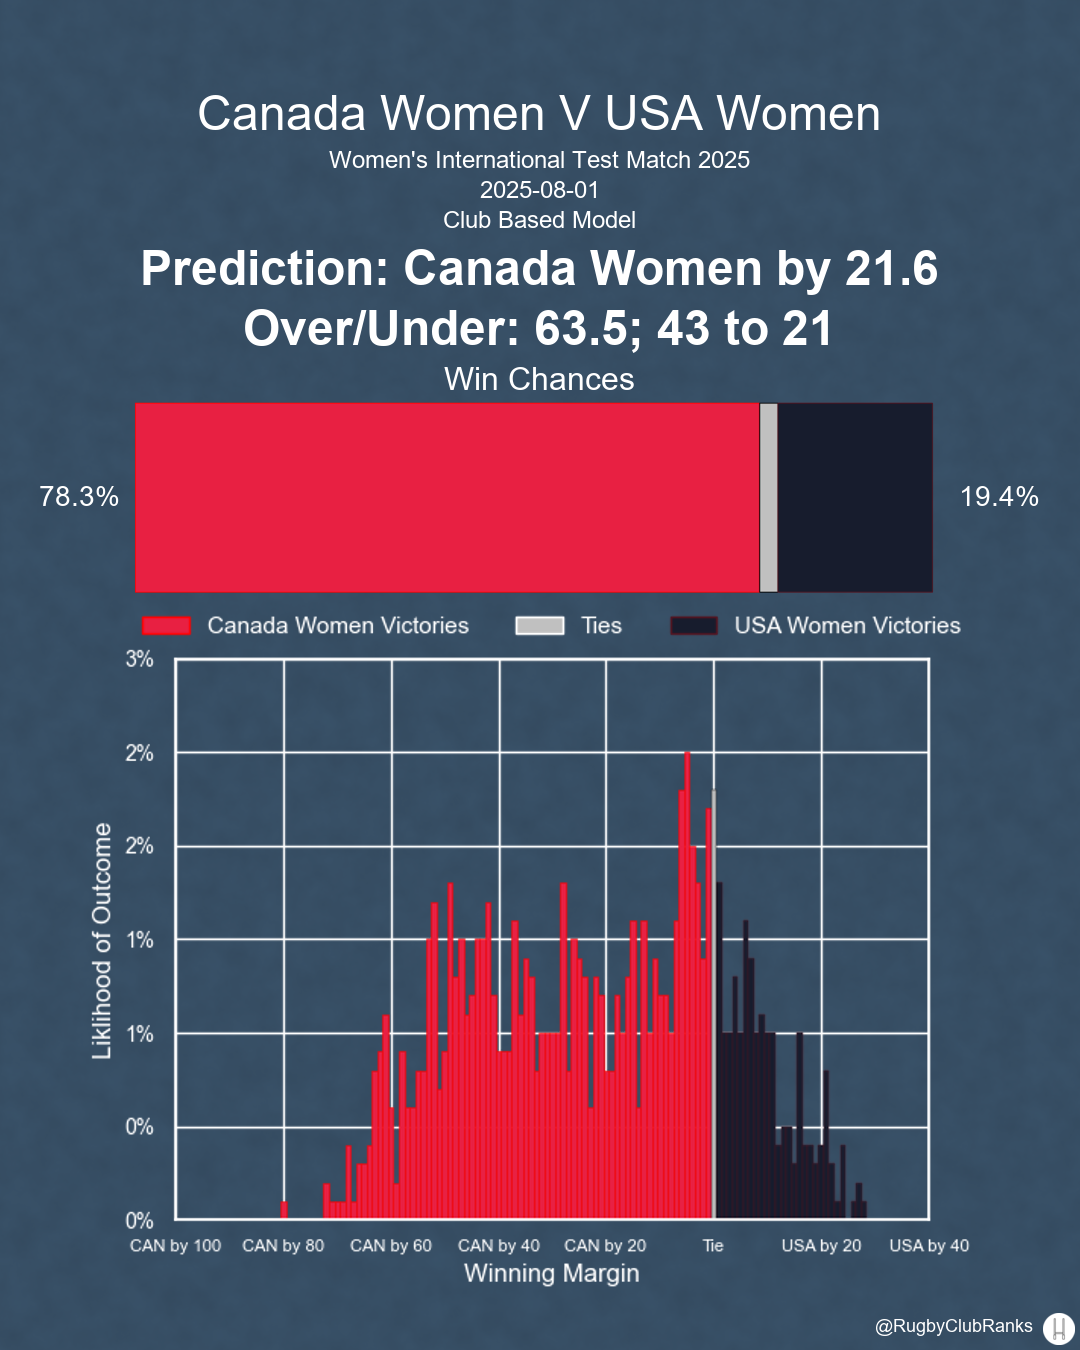 Canada Women V USA Women
Women's International Test Match 2025
2025-08-01
Club Based Model
Prediction: Canada Women by 21.6
Over/Under: 63.5; 43 to 21
Win Chances
78.3%
19.4%
Canada Women Victories Ties USA Women Victories
3%
2%
2%
1%
1%
0%
0%
Liklihood of Outcome
CAN by 100 CAN by 80 CAN by 60 CAN by 40 CAN by 20 Tie USA by 20 USA by 40
Winning Margin
@RugbyClubRanks